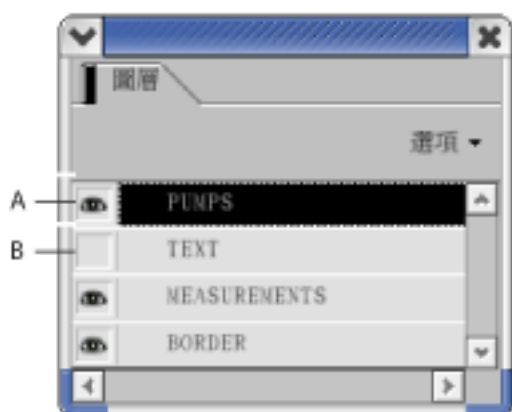 圖層
選項
A PUMPS
B TEXT
MEASUREMENTS
BORDER